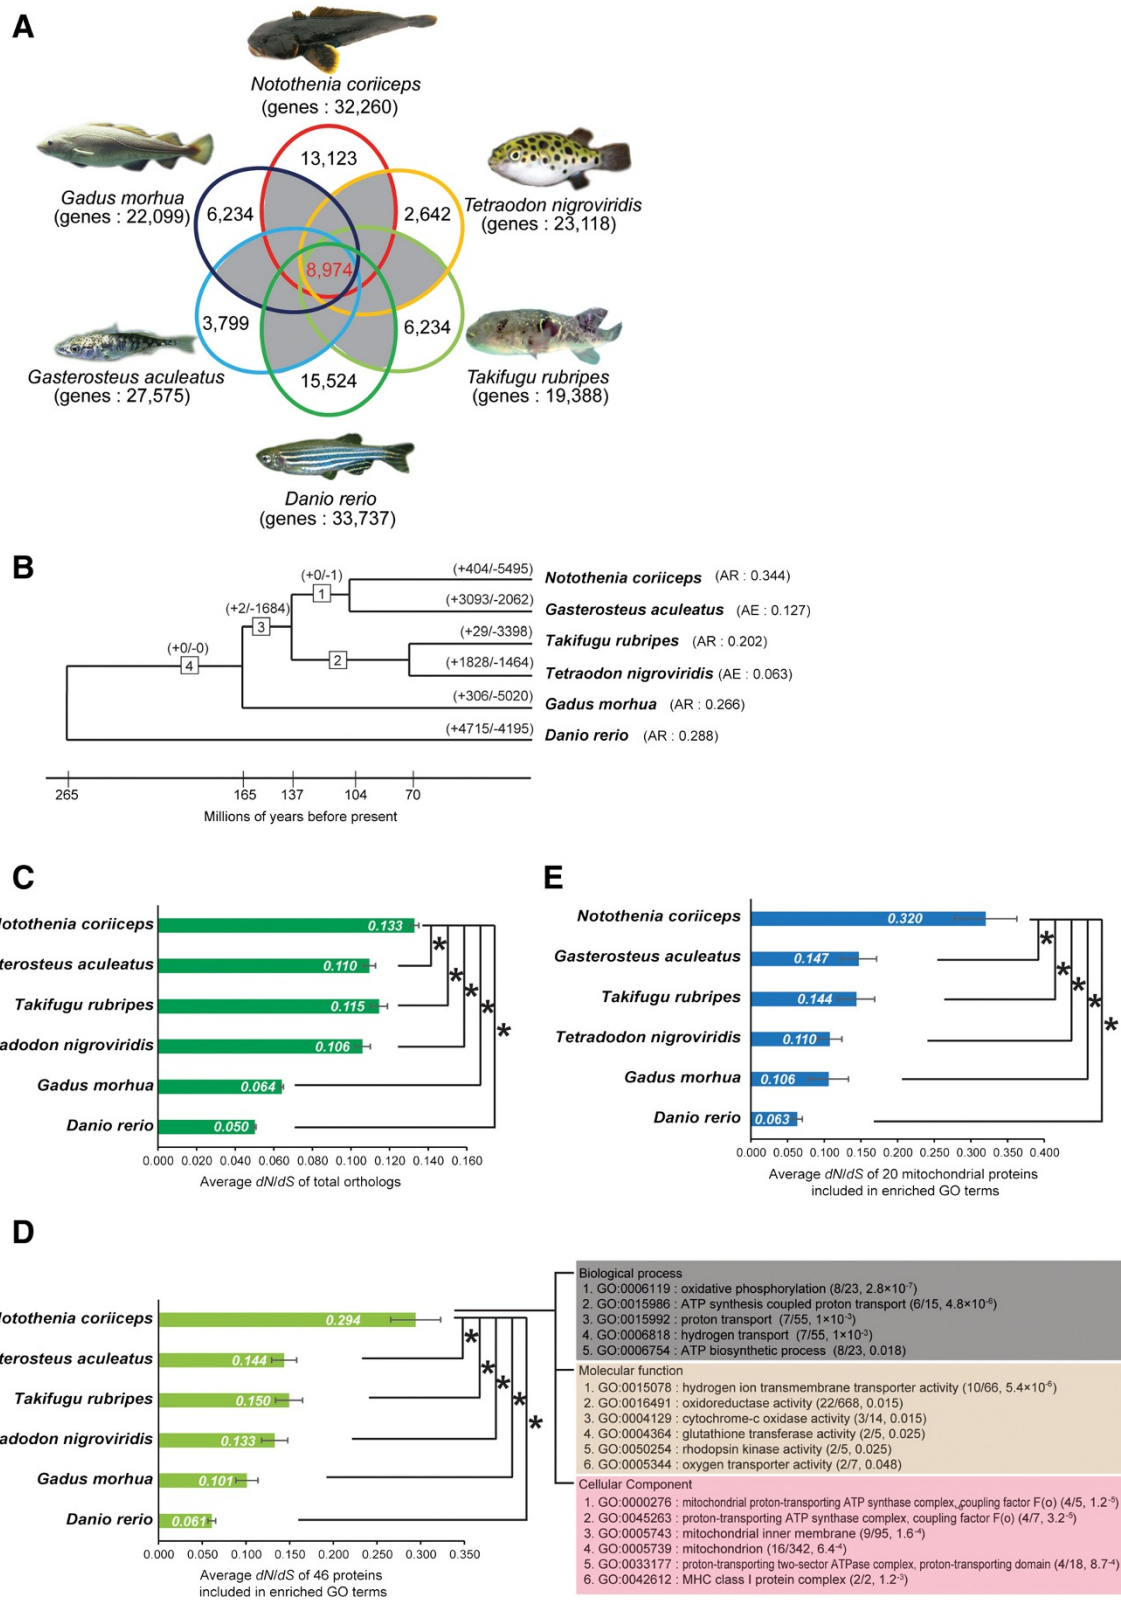 A
Notothenia coriiceps
(genes : 32,260)
13,123
Gadus morhua
(genes : 22,099)
6,234
2,642
Tetraodon nigroviridis
(genes : 23,118)
8,974
3,799
6,234
Gasterosteus aculeatus
(genes : 27,575)
15,524
Takifugu rubripes
(genes : 19,388)
Danio rerio
(genes : 33,737)
B
(+0/-1)
(+404/-5495)
Notothenia coriiceps (AR : 0.344)
1
(+2/-1684)
(+3093/-2062)
Gasterosteus aculeatus (AE : 0.127)
3
(+29/-3398)
Takifugu rubripes (AR : 0.202)
(+0/-0)
2
(+1828/-1464)
4
Tetraodon nigroviridis (AE : 0.063)
(+306/-5020)
Gadus morhua (AR : 0.266)
(+4715/-4195)
Danio rerio (AR : 0.288)
265 165 137 104 70
Millions of years before present
C
otothenia coriiceps 0.133
terosteus aculeatus 0.110 *
Takifugu rubripes 0.115 *
*
adodon nigroviridis 0.106 *
*
Gadus morhua 0.064
Danio rerio 0.050
0.000 0.020 0.040 0.060 0.080 0.100 0.120 0.140 0.160
Average dN/dS of total orthologs
E
Notothenia coriiceps 0.320
*
Gasterosteus aculeatus 0.147 *
*
Takifugu rubripes 0.144 *
*
Tetradodon nigroviridis 0.110
Gadus morhua 0.106
Danio rerio 0.063
0.000 0.050 0.100 0.150 0.200 0.250 0.300 0.350 0.400
Average dN/dS of 20 mitochondrial proteins
included in enriched GO terms
D
otothenia coriiceps 0.294
*
terosteus aculeatus 0.144 *
*
Takifugu rubripes 0.150 *
*
adodon nigroviridis 0.133
Gadus morhua 0.101
Danio rerio 0.061
0.000 0.050 0.100 0.150 0.200 0.250 0.300 0.350
Average dN/dS of 46 proteins
included in enriched GO terms
Biological process
1. GO:0006119 : oxidative phosphorylation (8/23, 2.8×10⁻⁷)
2. GO:0015986 : ATP synthesis coupled proton transport (6/15, 4.8×10⁻⁶)
3. GO:0015992 : proton transport (7/55, 1×10⁻³)
4. GO:0006818 : hydrogen transport (7/55, 1×10⁻³)
5. GO:0006754 : ATP biosynthetic process (8/23, 0.018)
Molecular function
1. GO:0015078 : hydrogen ion transmembrane transporter activity (10/66, 5.4×10⁻⁶)
2. GO:0016491 : oxidoreductase activity (22/668, 0.015)
3. GO:0004129 : cytochrome-c oxidase activity (3/14, 0.015)
4. GO:0004364 : glutathione transferase activity (2/5, 0.025)
5. GO:0050254 : rhodopsin kinase activity (2/5, 0.025)
6. GO:0005344 : oxygen transporter activity (2/7, 0.048)
Cellular Component
1. GO:0000276 : mitochondrial proton-transporting ATP synthase complex, coupling factor F(o) (4/5, 1.2⁻⁵)
2. GO:0045263 : proton-transporting ATP synthase complex, coupling factor F(o) (4/7, 3.2⁻⁵)
3. GO:0005743 : mitochondrial inner membrane (9/95, 1.6⁻⁴)
4. GO:0005739 : mitochondrion (16/342, 6.4⁻⁴)
5. GO:0033177 : proton-transporting two-sector ATPase complex, proton-transporting domain (4/18, 8.7⁻⁴)
6. GO:0042612 : MHC class I protein complex (2/2, 1.2⁻³)